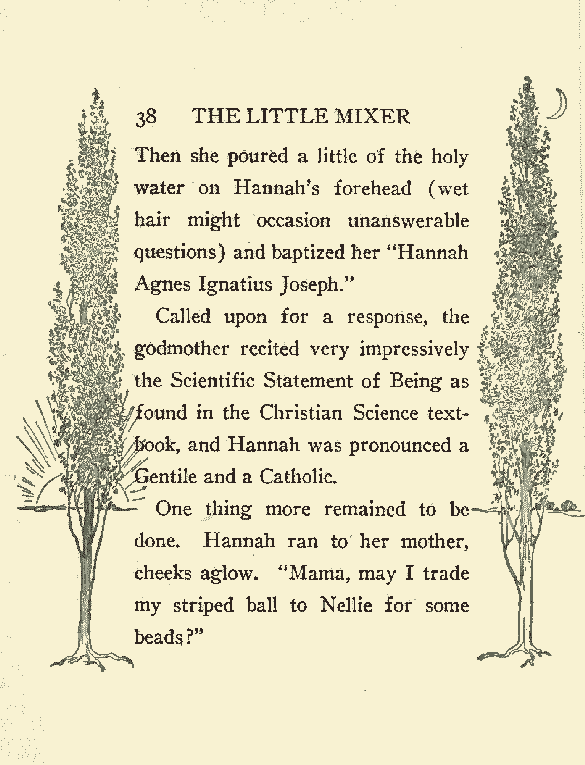 38 THE LITTLE MIXER
Then she poured a little of the holy
water on Hannah's forehead (wet
hair might occasion unanswerable
questions) and baptized her "Hannah
Agnes Ignatius Joseph."
Called upon for a response, the
godmother recited very impressively
the Scientific Statement of Being as
found in the Christian Science text-
book, and Hannah was pronounced a
Gentile and a Catholic.
One thing more remained to be
done. Hannah ran to her mother,
cheeks aglow. "Mama, may I trade
my striped ball to Nellie for some
beads?"